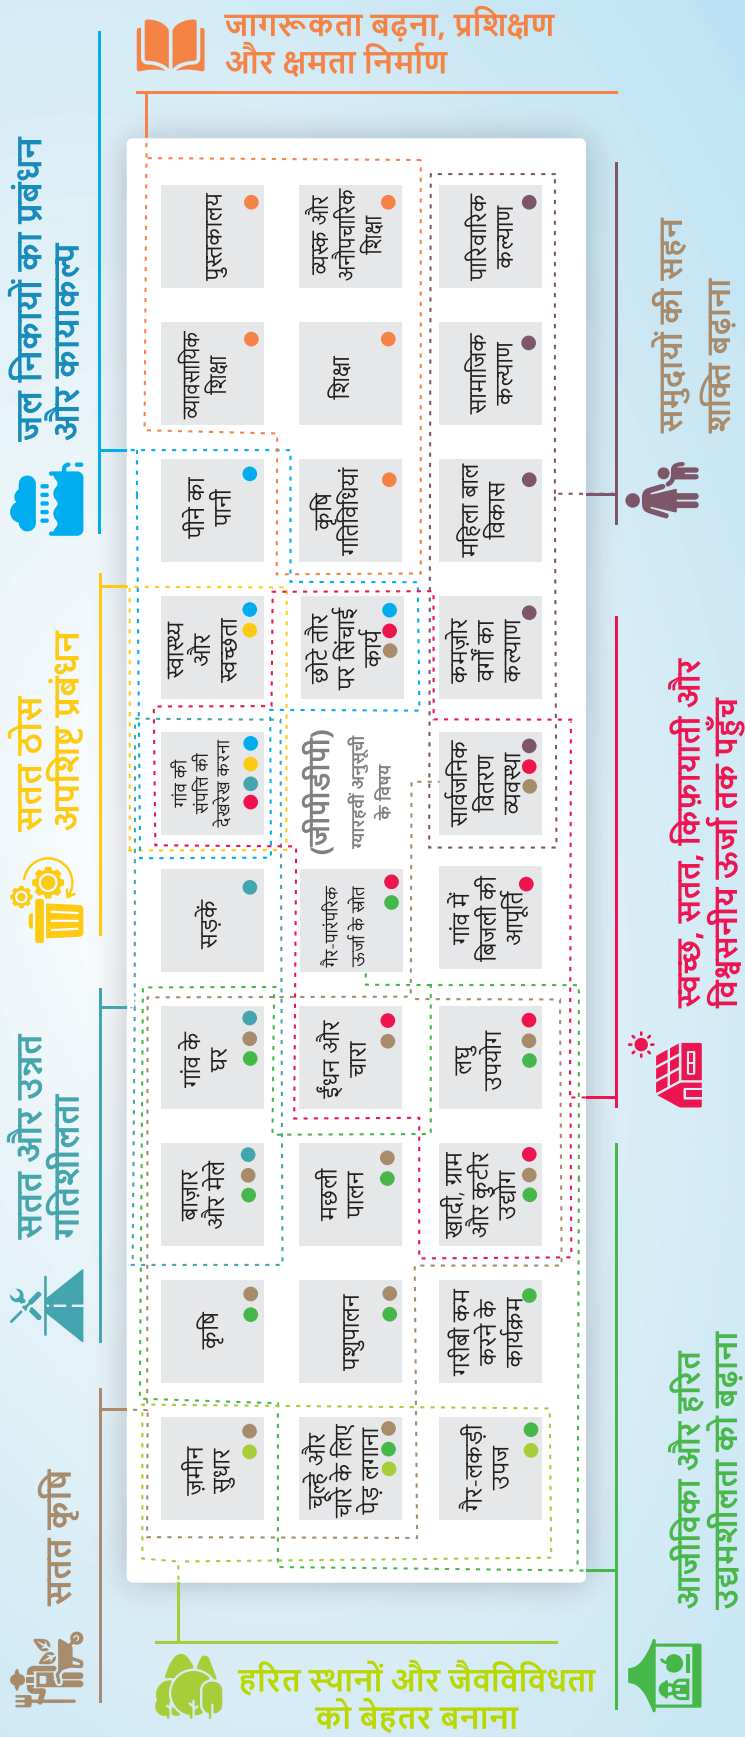 जागरूकता बढ़ना, प्रशिक्षण
और क्षमता निर्माण
जल निकायों का प्रबंधन
और कायाकल्प
सतत ठोस
अपशिष्ट प्रबंधन
सतत और उन्नत
गतिशीलता
सतत कृषि
पुस्तकालय
व्यस्क और
अनौपचारिक
शिक्षा
पारिवारिक
कल्याण
व्यावसायिक
शिक्षा
शिक्षा
सामाजिक
कल्याण
पीने का
पानी
कृषि
गतिविधियां
महिला बाल
विकास
स्वास्थ्य
और
स्वच्छता
छोटे तौर
पर सिंचाई
कार्य
कमज़ोर
वर्गों का
कल्याण
गांव की
संपत्ति की
देखरेख करना
(जीपीडीपी)
ग्यारहवीं अनुसूची
के विषय
सार्वजनिक
वितरण
व्यवस्था
सड़कें
गैर-पारंपरिक
ऊर्जा के स्रोत
गांव में
बिजली की
आपूर्ति
गांव के
घर
ईंधन और
चारा
लघु
उपयोग
बाज़ार
और मेले
मछली
पालन
खादी, ग्राम
और कुटीर
उद्योग
कृषि
पशुपालन
गरीबी कम
करने के
कार्यक्रम
ज़मीन
सुधार
चूल्हे और
चारे के लिए
पेड़ लगाना
गैर-लकड़ी
उपज
समुदायों की सहन
शक्ति बढ़ाना
स्वच्छ, सतत, किफ़ायाती और
विश्वसनीय ऊर्जा तक पहुँच
आजीविका और हरित
उद्यमशीलता को बढ़ाना
हरित स्थानों और जैवविविधता
को बेहतर बनाना